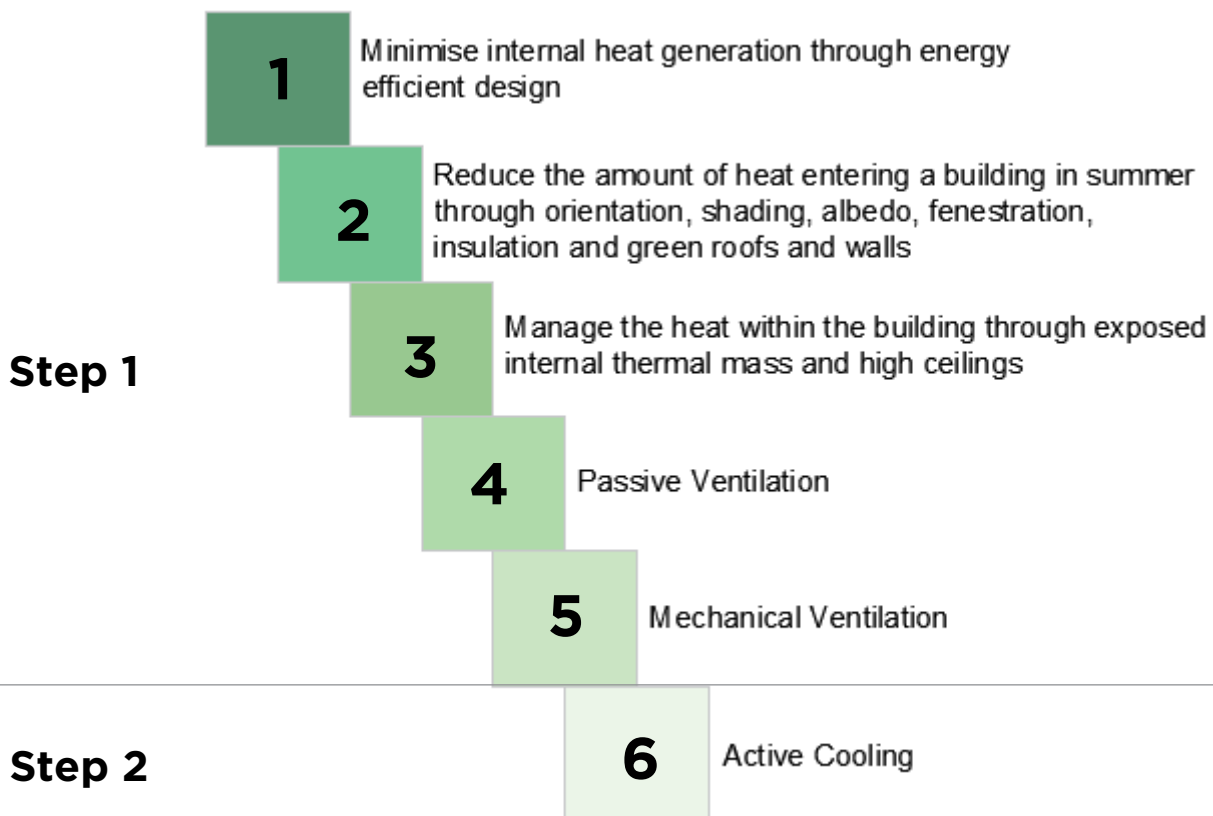 1
Minimise internal heat generation through energy
efficient design
2
Reduce the amount of heat entering a building in summer
through orientation, shading, albedo, fenestration,
insulation and green roofs and walls
Step 1
3
Manage the heat within the building through exposed
internal thermal mass and high ceilings
4
Passive Ventilation
5
Mechanical Ventilation
Step 2
6
Active Cooling